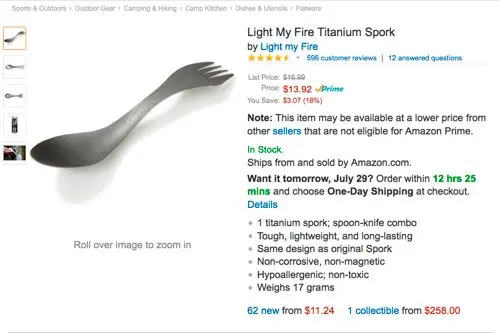 Sports & Outdoors › Outdoor Gear › Camping & Hiking › Camp Kitchen › Dishes & Utensils › Flatware
Light My Fire Titanium Spork
by Light my Fire
596 customer reviews | 12 answered questions
List Price: $16.99
Price: $13.92 Prime
You Save: $3.07 (18%)
Note: This item may be available at a lower price from
other sellers that are not eligible for Amazon Prime.
In Stock.
Ships from and sold by Amazon.com.
Want it tomorrow, July 29? Order within 12 hrs 25
mins and choose One-Day Shipping at checkout.
Details
1 titanium spork; spoon-knife combo
Tough, lightweight, and long-lasting
Same design as original Spork
Non-corrosive, non-magnetic
Hypoallergenic; non-toxic
Weighs 17 grams
Roll over image to zoom in
62 new from $11.24 1 collectible from $258.00